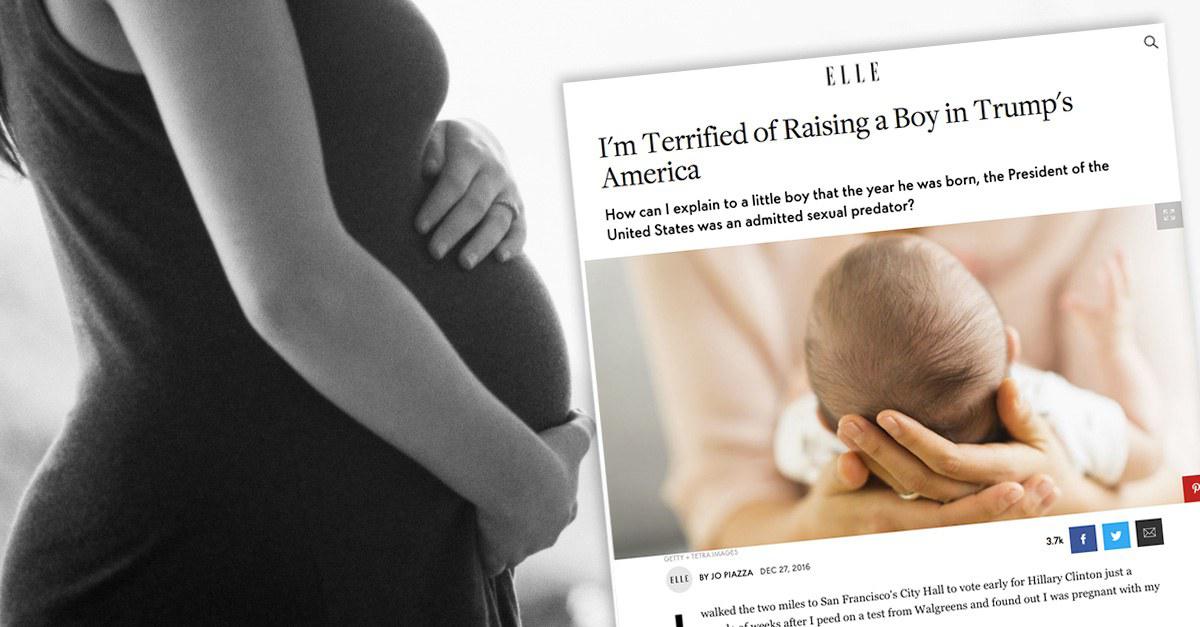 ELLE
I'm Terrified of Raising a Boy in Trump's
America
How can I explain to a little boy that the year he was born, the President of the
United States was an admitted sexual predator?
GETTY + TETRA IMAGES
3.7k
ELLE BY JO PIAZZA DEC 27, 2016
walked the two miles to San Francisco's City Hall to vote early for Hillary Clinton just a
of weeks after I peed on a test from Walgreens and found out I was pregnant with my